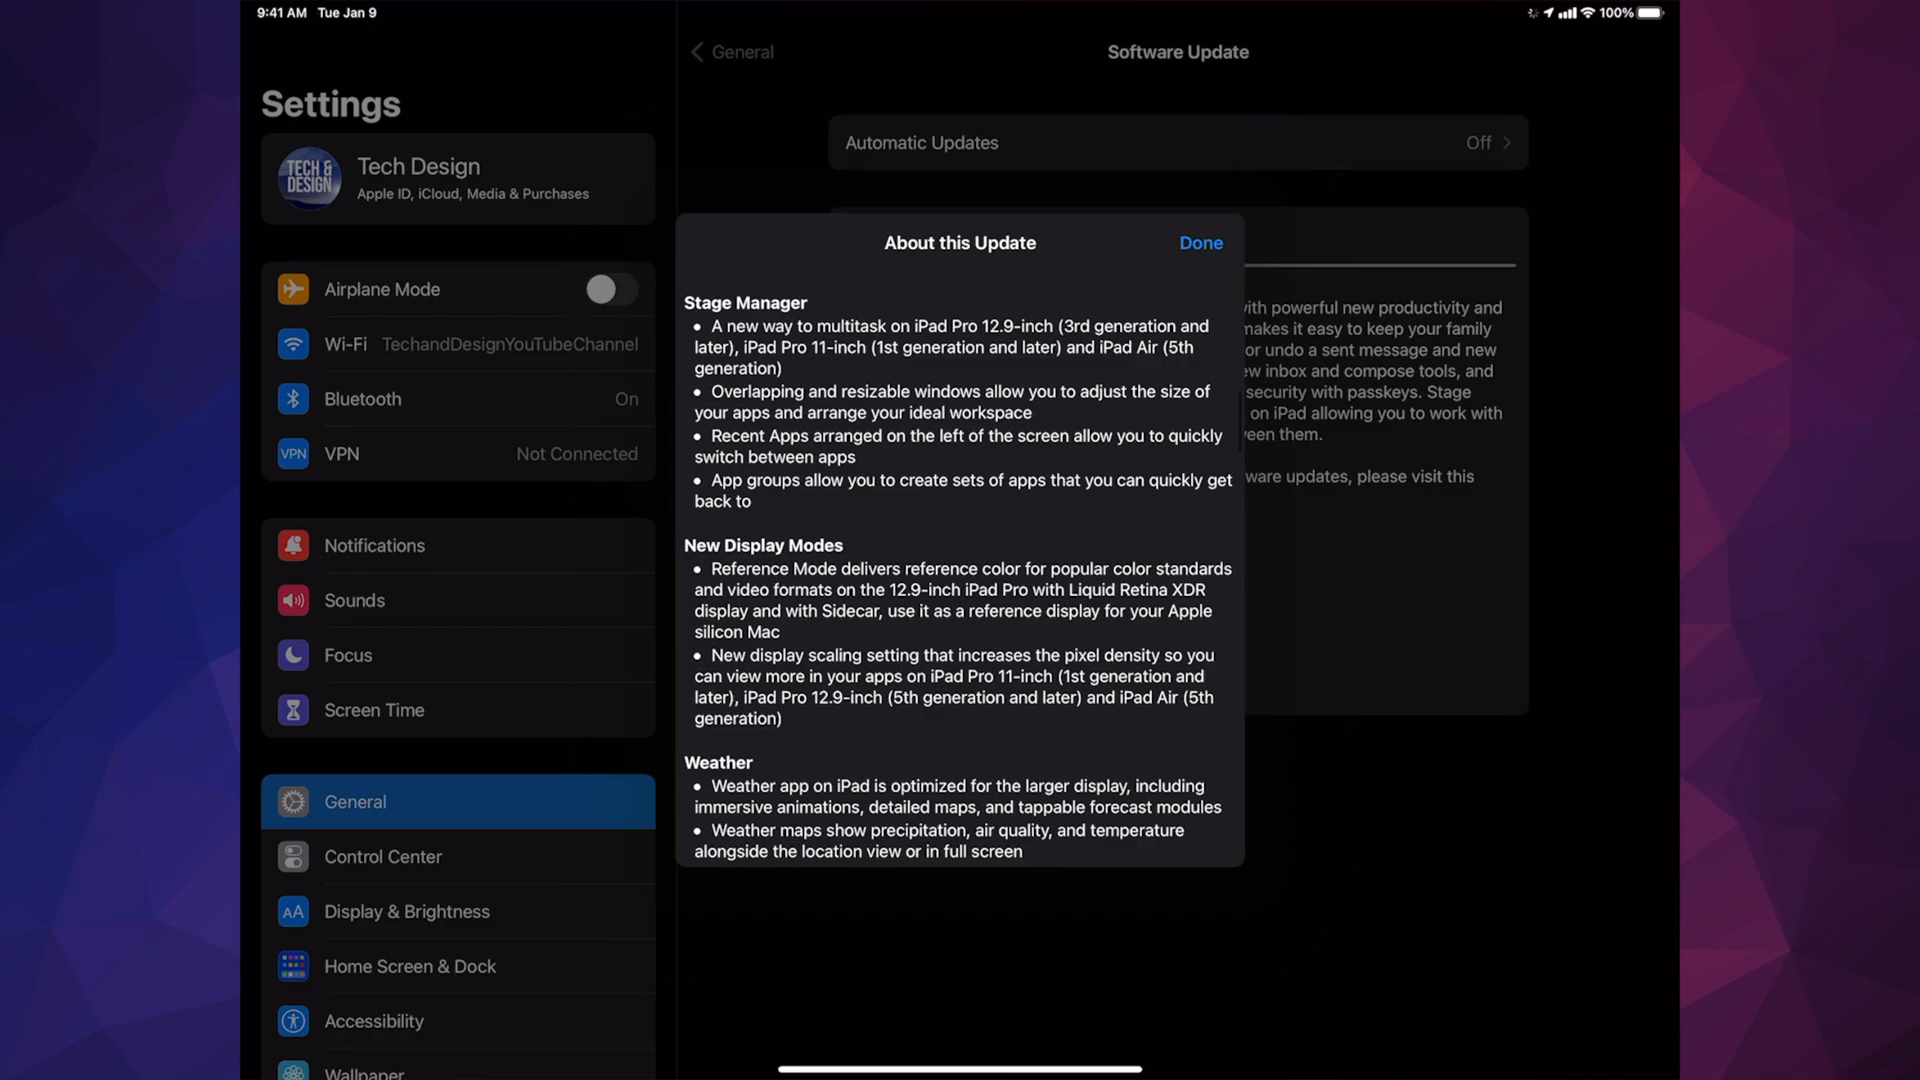 9:41 AM Tue Jan 9
100%
Settings
TECH &
DESIGN
Tech Design
Apple ID, iCloud, Media & Purchases
Airplane Mode
Wi-Fi TechandDesignYouTubeChannel
Bluetooth On
VPN VPN Not Connected
Notifications
Sounds
Focus
Screen Time
General
Control Center
AA Display & Brightness
Home Screen & Dock
Accessibility
Wallpaper
General
Software Update
Automatic Updates Off
About this Update Done
Stage Manager
• A new way to multitask on iPad Pro 12.9-inch (3rd generation and
later), iPad Pro 11-inch (1st generation and later) and iPad Air (5th
generation)
• Overlapping and resizable windows allow you to adjust the size of
your apps and arrange your ideal workspace
• Recent Apps arranged on the left of the screen allow you to quickly
switch between apps
• App groups allow you to create sets of apps that you can quickly get
back to
New Display Modes
• Reference Mode delivers reference color for popular color standards
and video formats on the 12.9-inch iPad Pro with Liquid Retina XDR
display and with Sidecar, use it as a reference display for your Apple
silicon Mac
• New display scaling setting that increases the pixel density so you
can view more in your apps on iPad Pro 11-inch (1st generation and
later), iPad Pro 12.9-inch (5th generation and later) and iPad Air (5th
generation)
Weather
• Weather app on iPad is optimized for the larger display, including
immersive animations, detailed maps, and tappable forecast modules
• Weather maps show precipitation, air quality, and temperature
alongside the location view or in full screen
with powerful new productivity and
makes it easy to keep your family
or undo a sent message and new
inbox and compose tools, and
security with passkeys. Stage
on iPad allowing you to work with
them.
updates, please visit this